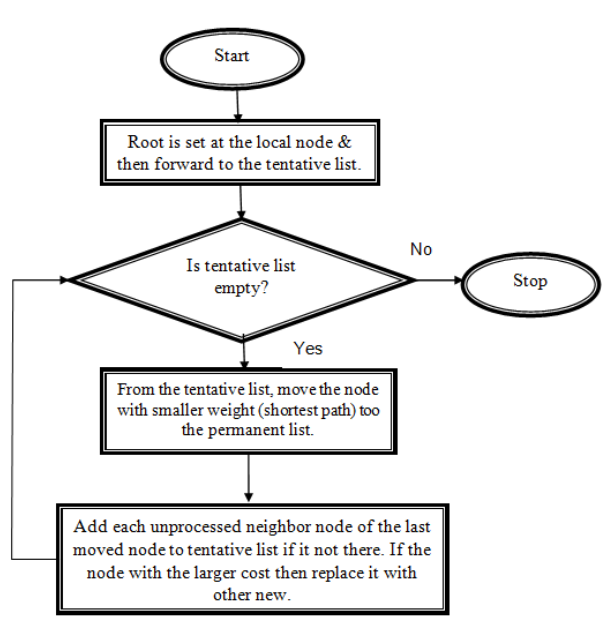 Start
Root is set at the local node &
then forward to the tentative list.
Is tentative list
empty?
No
Stop
Yes
From the tentative list, move the node
with smaller weight (shortest path) too
the permanent list.
Add each unprocessed neighbor node of the last
moved node to tentative list if it not there. If the
node with the larger cost then replace it with
other new.